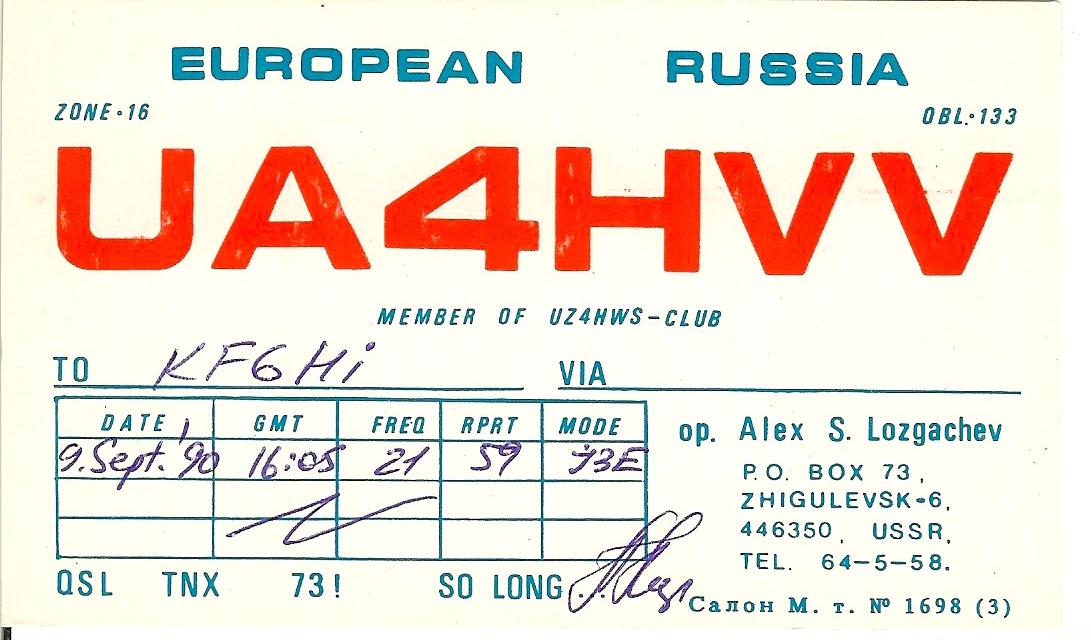 EUROPEAN RUSSIA
ZONE·16 OBL.·133
UA4HVV
MEMBER OF UZ4HWS-CLUB
TO KF6Hi VIA
DATE GMT FREQ RPRT MODE
9.Sept.'90 16:05 21 59 J3E
op. Alex S. Lozgachev
P.O. BOX 73,
ZHIGULEVSK-6,
446350, USSR,
TEL. 64-5-58.
QSL TNX 73! SO LONG
Салон М. т. № 1698 (3)